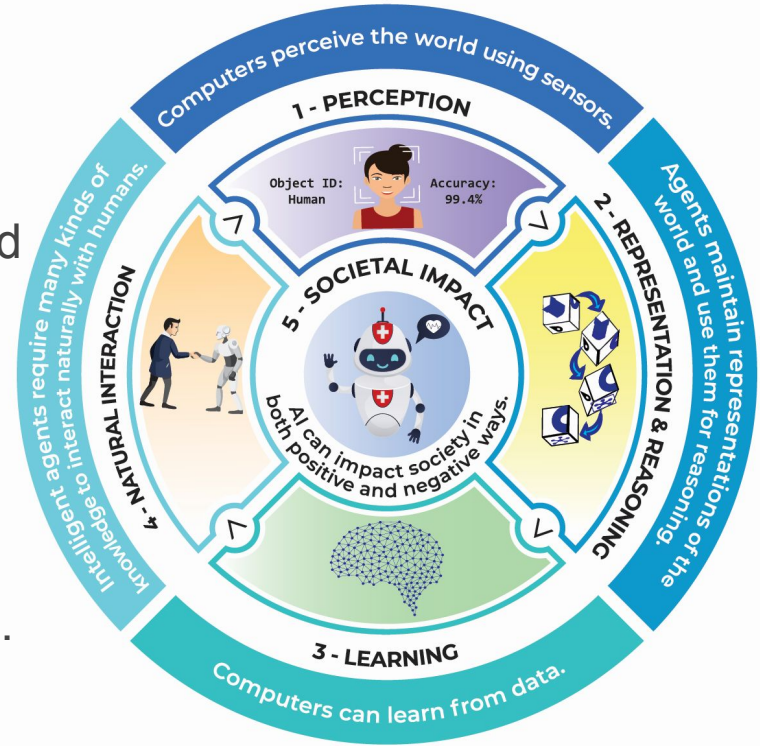 Computers perceive the world using sensors.
1 - PERCEPTION
Object ID:
Human
Accuracy:
99.4%
Agents maintain representations of the
world and use them for reasoning.
2 - REPRESENTATION & REASONING
3 - LEARNING
Computers can learn from data.
Intelligent agents require many kinds of
knowledge to interact naturally with humans.
4 - NATURAL INTERACTION
5 - SOCIETAL IMPACT
AI can impact society in
both positive and negative ways.